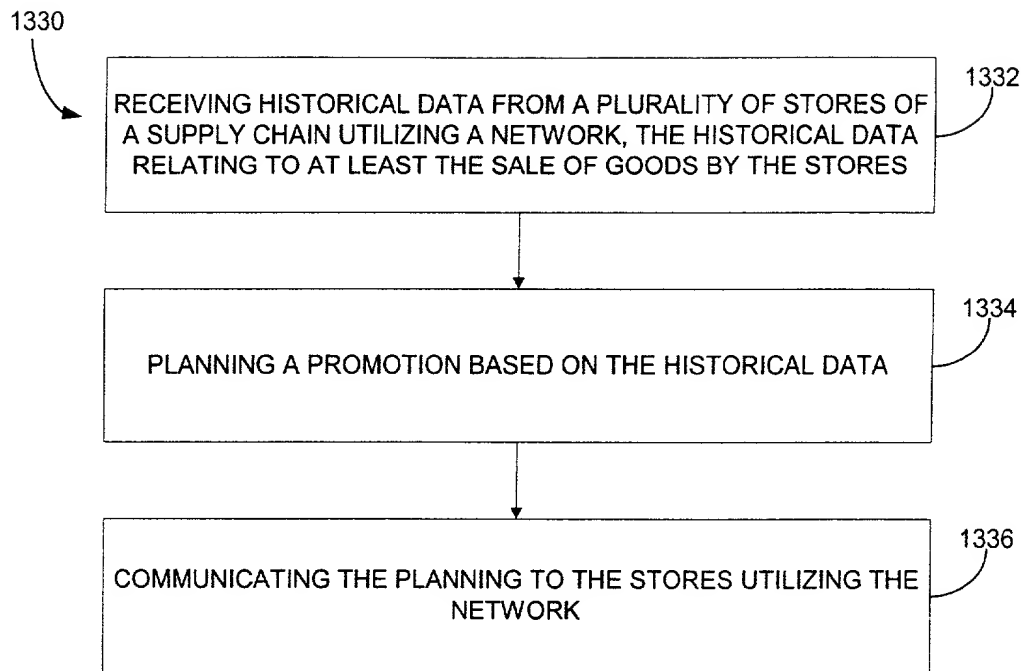 1330
1332
RECEIVING HISTORICAL DATA FROM A PLURALITY OF STORES OF
A SUPPLY CHAIN UTILIZING A NETWORK, THE HISTORICAL DATA
RELATING TO AT LEAST THE SALE OF GOODS BY THE STORES
1334
PLANNING A PROMOTION BASED ON THE HISTORICAL DATA
1336
COMMUNICATING THE PLANNING TO THE STORES UTILIZING THE
NETWORK